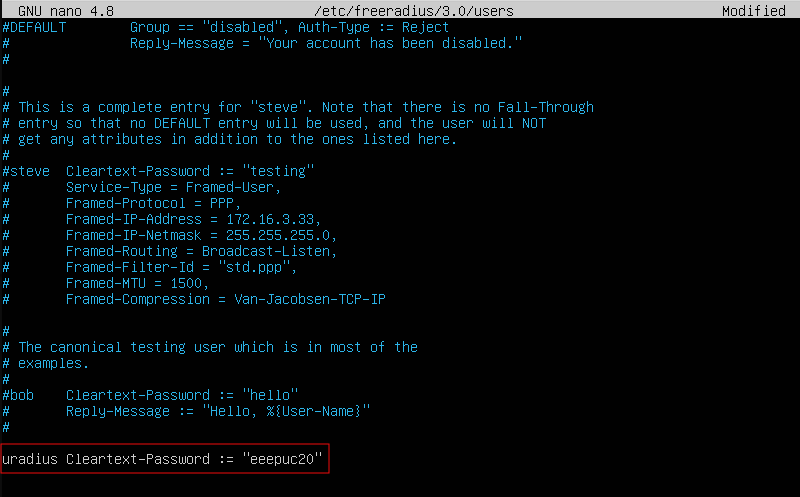 GNU nano 4.8 /etc/freeradius/3.0/users Modified
#DEFAULT Group == "disabled", Auth-Type := Reject
# Reply-Message = "Your account has been disabled."
#
#
# This is a complete entry for "steve". Note that there is no Fall-Through
# entry so that no DEFAULT entry will be used, and the user will NOT
# get any attributes in addition to the ones listed here.
#
#steve Cleartext-Password := "testing"
# Service-Type = Framed-User,
# Framed-Protocol = PPP,
# Framed-IP-Address = 172.16.3.33,
# Framed-IP-Netmask = 255.255.255.0,
# Framed-Routing = Broadcast-Listen,
# Framed-Filter-Id = "std.ppp",
# Framed-MTU = 1500,
# Framed-Compression = Van-Jacobsen-TCP-IP
#
# The canonical testing user which is in most of the
# examples.
#
#bob Cleartext-Password := "hello"
# Reply-Message := "Hello, %{User-Name}"
#
uradius Cleartext-Password := "eeepuc20"